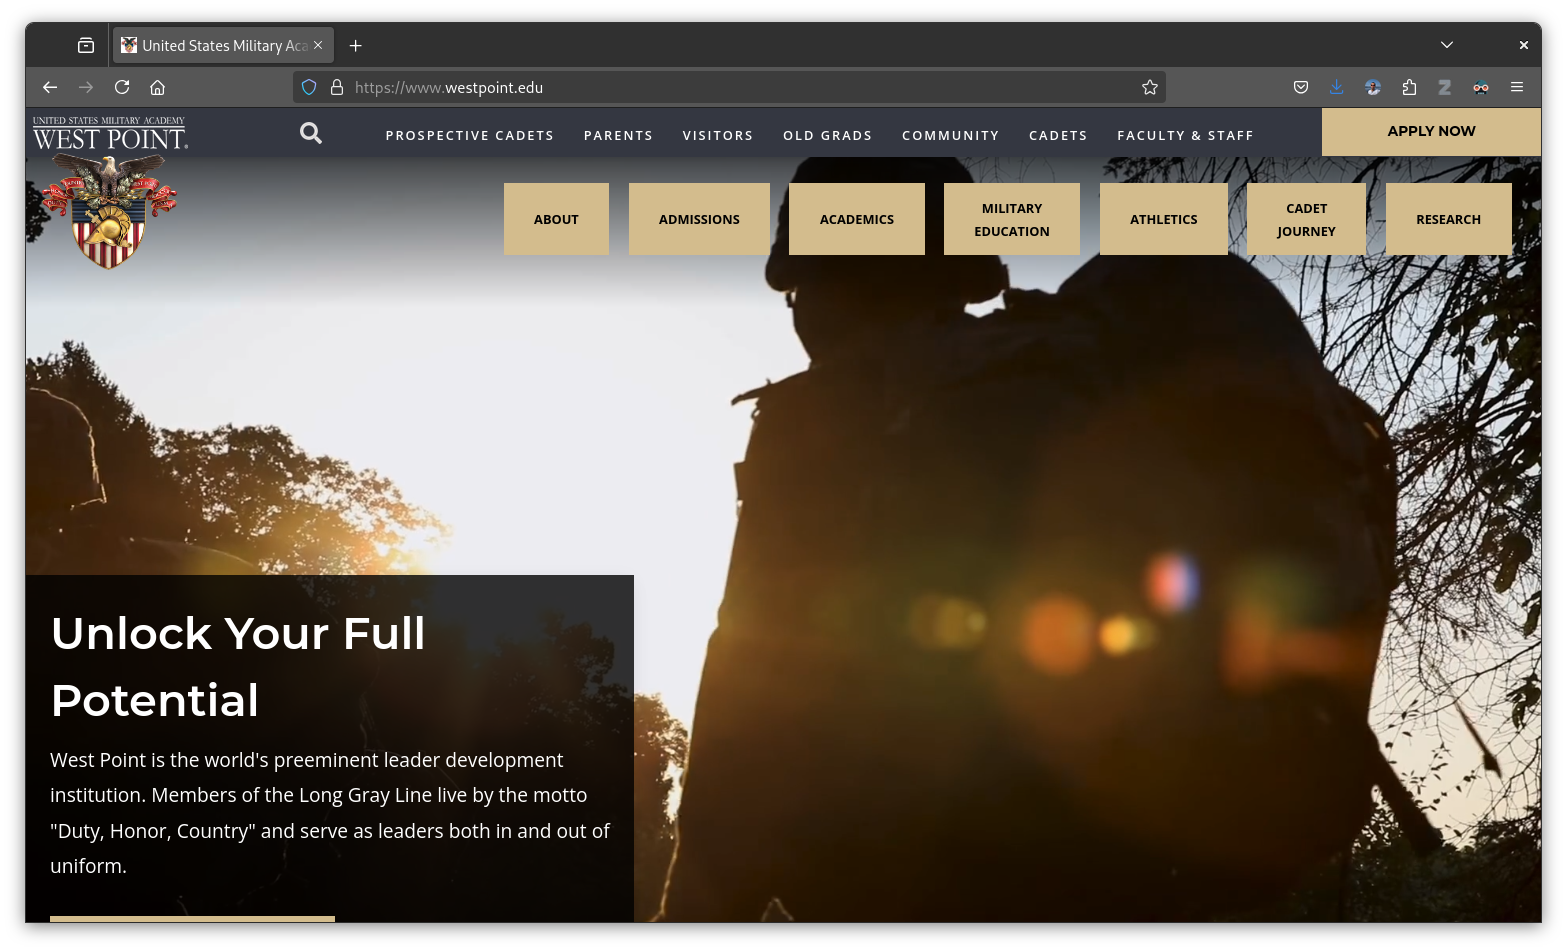 United States Military Aca
https://www.westpoint.edu
UNITED STATES MILITARY ACADEMY
WEST POINT.
PROSPECTIVE CADETS PARENTS VISITORS OLD GRADS COMMUNITY CADETS FACULTY & STAFF
APPLY NOW
ABOUT
ADMISSIONS
ACADEMICS
MILITARY
EDUCATION
ATHLETICS
CADET
JOURNEY
RESEARCH
Unlock Your Full
Potential
West Point is the world's preeminent leader development
institution. Members of the Long Gray Line live by the motto
"Duty, Honor, Country" and serve as leaders both in and out of
uniform.